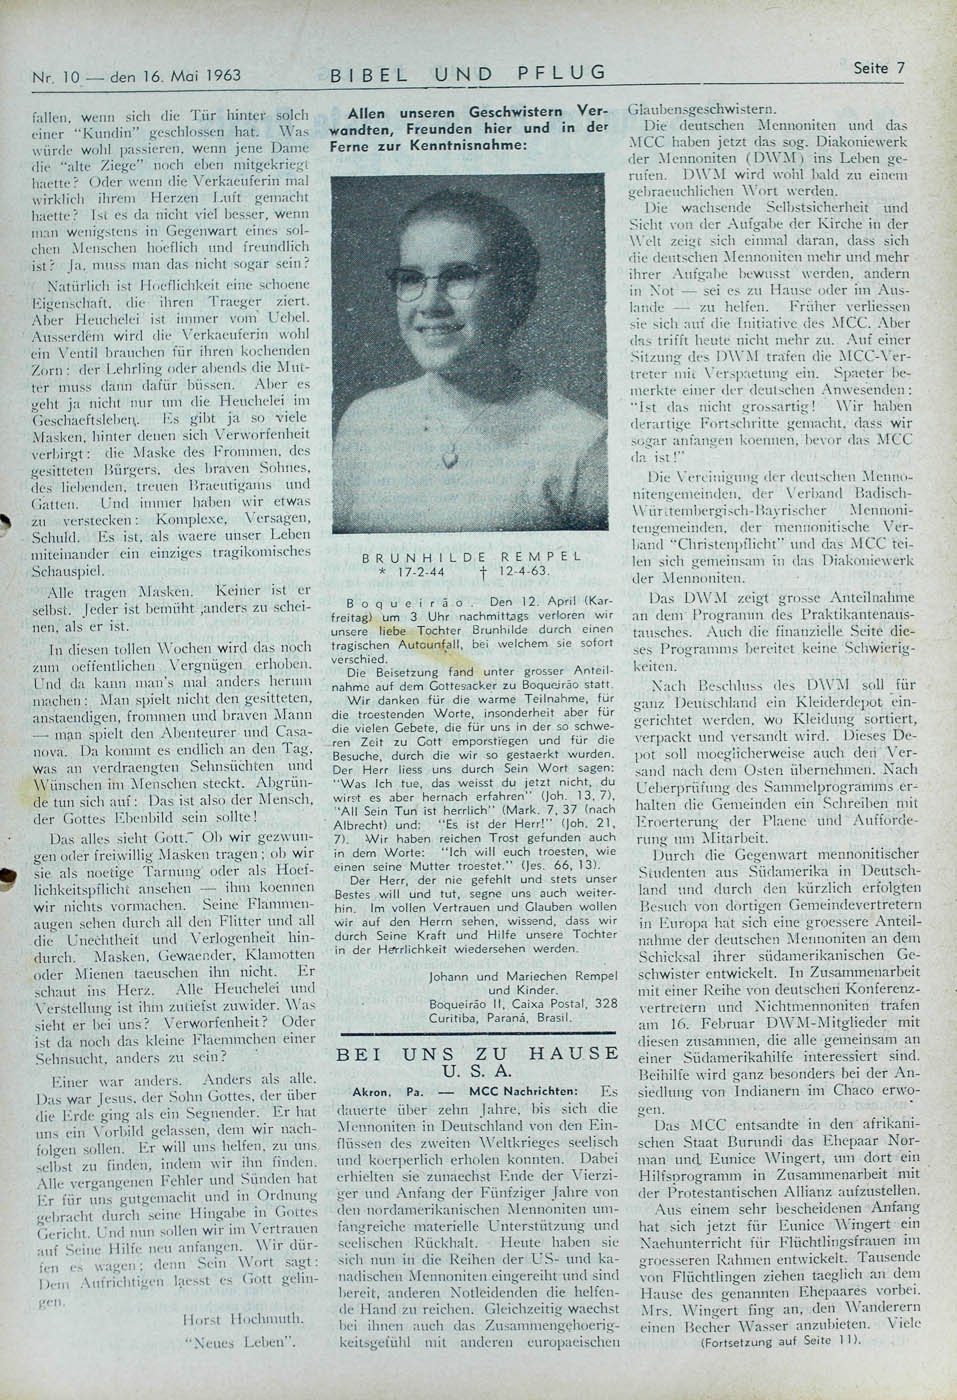 Nr. 10 — den 16. Mai 1963
BIBEL UND PFLUG
Seite 7
fallen, wenn sich die Tür hinter solch
einer "Kundin" geschlossen hat. Was
würde wohl passieren, wenn jene Dame
die "alte Ziege" noch eben mitgekriegt
haette? Oder wenn die Verkaeuferin mal
wirklich ihrem Herzen Luft gemacht
haette? Ist es da nicht viel besser, wenn
man wenigstens in Gegenwart eines sol-
chen Menschen hoeflich und freundlich
ist? Ja, muss man das nicht sogar sein?
Natürlich ist Hoeflichkeit eine schoene
Eigenschaft, die ihren Traeger ziert.
Aber Heuchelei ist immer vom Uebel.
Ausserdem wird die Verkaeuferin wohl
ein Ventil brauchen für ihren kochenden
Zorn: der Lehrling oder abends die Mut-
ter muss dann dafür büssen. Aber es
geht ja nicht nur um die Heuchelei im
Geschaeftsleben. Es gibt ja so viele
Masken, hinter denen sich Verworfenheit
verbirgt: die Maske des Frommen, des
gesitteten Bürgers, des braven Sohnes,
des liebenden, treuen Braeutigams und
Gatten. Und immer haben wir etwas
zu verstecken: Komplexe, Versagen,
Schuld. Es ist, als waere unser Leben
miteinander ein einziges tragikomisches
Schauspiel.
Alle tragen Masken. Keiner ist er
selbst. Jeder ist bemüht ,anders zu schei-
nen, als er ist.
In diesen tollen Wochen wird das noch
zum oeffentlichen Vergnügen erhoben.
Und da kann man's mal anders herum
machen: Man spielt nicht den gesitteten,
anstaendigen, frommen und braven Mann
— man spielt den Abenteurer und Casa-
nova. Da kommt es endlich an den Tag,
was an verdraengten Sehnsüchten und
Wünschen im Menschen steckt. Abgrün-
de tun sich auf: Das ist also der Mensch,
der Gottes Ebenbild sein sollte!
Das alles sieht Gott. Ob wir gezwun-
gen oder freiwillig Masken tragen; ob wir
sie als noetige Tarnung oder als Hoef-
lichkeitspflicht ansehen — ihm koennen
wir nichts vormachen. Seine Flammen-
augen sehen durch all den Flitter und all
die Unechtheit und Verlogenheit hin-
durch. Masken, Gewaender, Klamotten
oder Mienen taeuschen ihn nicht. Er
schaut ins Herz. Alle Heuchelei und
Verstellung ist ihm zutiefst zuwider. Was
sieht er bei uns? Verworfenheit? Oder
ist da noch das kleine Flaemmchen einer
Sehnsucht, anders zu sein?
Einer war anders. Anders als alle.
Das war Jesus, der Sohn Gottes, der über
die Erde ging als ein Segnender. Er hat
uns ein Vorbild gelassen, dem wir nach-
folgen sollen. Er will uns helfen, zu uns
selbst zu finden, indem wir ihn finden.
Alle vergangenen Fehler und Sünden hat
Er für uns gutgemacht und in Ordnung
gebracht durch seine Hingabe in Gottes
Gericht. Und nun sollen wir im Vertrauen
auf Seine Hilfe neu anfangen. Wir dür-
fen es wagen; denn Sein Wort sagt:
Dem Aufrichtigen laesst es Gott gelin-
gen.
Horst Hochmuth.
"Neues Leben".
Allen unseren Geschwistern Ver-
wandten, Freunden hier und in der
Ferne zur Kenntnisnahme:
BRUNHILDE REMPEL
* 17-2-44 † 12-4-63.
Boqueirão. Den 12. April (Kar-
freitag) um 3 Uhr nachmittags verloren wir
unsere liebe Tochter Brunhilde durch einen
tragischen Autounfall, bei welchem sie sofort
verschied.
Die Beisetzung fand unter grosser Anteil-
nahme auf dem Gottesacker zu Boqueirão statt.
Wir danken für die warme Teilnahme, für
die troestenden Worte, insonderheit aber für
die vielen Gebete, die für uns in der so schwe-
ren Zeit zu Gott emporstiegen und für die
Besuche, durch die wir so gestaerkt wurden.
Der Herr liess uns durch Sein Wort sagen:
"Was Ich tue, das weisst du jetzt nicht, du
wirst es aber hernach erfahren" (Joh. 13, 7),
"All Sein Tun ist herrlich" (Mark. 7, 37 (nach
Albrecht) und: "Es ist der Herr!" (Joh. 21,
7). Wir haben reichen Trost gefunden auch
in dem Worte: "Ich will euch troesten, wie
einen seine Mutter troestet." (Jes. 66, 13).
Der Herr, der nie gefehlt und stets unser
Bestes will und tut, segne uns auch weiter-
hin. Im vollen Vertrauen und Glauben wollen
wir auf den Herrn sehen, wissend, dass wir
durch Seine Kraft und Hilfe unsere Tochter
in der Herrlichkeit wiedersehen werden.
Johann und Mariechen Rempel
und Kinder.
Boqueirão II, Caixa Postal, 328
Curitiba, Paraná, Brasil.
BEI UNS ZU HAUSE
U. S. A.
Akron, Pa. — MCC Nachrichten: Es
dauerte über zehn Jahre, bis sich die
Mennoniten in Deutschland von den Ein-
flüssen des zweiten Weltkrieges seelisch
und koerperlich erholen konnten. Dabei
erhielten sie zunaechst Ende der Vierzi-
ger und Anfang der Fünfziger Jahre von
den nordamerikanischen Mennoniten um-
fangreiche materielle Unterstützung und
seelischen Rückhalt. Heute haben sie
sich nun in die Reihen der US- und ka-
nadischen Mennoniten eingereiht und sind
bereit, anderen Notleidenden die helfen-
de Hand zu reichen. Gleichzeitig waechst
bei ihnen auch das Zusammengehoerig-
keitsgefühl mit anderen europaeischen
Glaubensgeschwistern.
Die deutschen Mennoniten und das
MCC haben jetzt das sog. Diakoniewerk
der Mennoniten (DWM) ins Leben ge-
rufen. DWM wird wohl bald zu einem
gebraeuchlichen Wort werden.
Die wachsende Selbstsicherheit und
Sicht von der Aufgabe der Kirche in der
Welt zeigt sich einmal daran, dass sich
die deutschen Mennoniten mehr und mehr
ihrer Aufgabe bewusst werden, andern
in Not — sei es zu Hause oder im Aus-
lande — zu helfen. Früher verliessen
sie sich auf die Initiative des MCC. Aber
das trifft heute nicht mehr zu. Auf einer
Sitzung des DWM trafen die MCC-Ver-
treter mit Verspaetung ein. Spaeter be-
merkte einer der deutschen Anwesenden:
"Ist das nicht grossartig! Wir haben
derartige Fortschritte gemacht, dass wir
sogar anfangen koennen, bevor das MCC
da ist!"
Die Vereinigung der deutschen Menno-
nitengemeinden, der Verband Badisch-
Württembergisch-Bayrischer Mennoni-
tengemeinden, der mennonitische Ver-
band "Christenpflicht" und das MCC tei-
len sich gemeinsam in das Diakoniewerk
der Mennoniten.
Das DWM zeigt grosse Anteilnahme
an dem Programm des Praktikantenaus-
tausches. Auch die finanzielle Seite die-
ses Programms bereitet keine Schwierig-
keiten.
Nach Beschluss des DWM soll für
ganz Deutschland ein Kleiderdepot ein-
gerichtet werden, wo Kleidung sortiert,
verpackt und versandt wird. Dieses De-
pot soll moeglicherweise auch den Ver-
sand nach dem Osten übernehmen. Nach
Ueberprüfung des Sammelprogramms er-
halten die Gemeinden ein Schreiben mit
Eroerterung der Plaene und Aufforde-
rung um Mitarbeit.
Durch die Gegenwart mennonitischer
Studenten aus Südamerika in Deutsch-
land und durch den kürzlich erfolgten
Besuch von dortigen Gemeindevertretern
in Europa hat sich eine groessere Anteil-
nahme der deutschen Mennoniten an dem
Schicksal ihrer südamerikanischen Ge-
schwister entwickelt. In Zusammenarbeit
mit einer Reihe von deutschen Konferenz-
vertretern und Nichtmennoniten trafen
am 16. Februar DWM-Mitglieder mit
diesen zusammen, die alle gemeinsam an
einer Südamerikahilfe interessiert sind.
Beihilfe wird ganz besonders bei der An-
siedlung von Indianern im Chaco erwo-
gen.
Das MCC entsandte in den afrikani-
schen Staat Burundi das Ehepaar Nor-
man und Eunice Wingert, um dort ein
Hilfsprogramm in Zusammenarbeit mit
der Protestantischen Allianz aufzustellen.
Aus einem sehr bescheidenen Anfang
hat sich jetzt für Eunice Wingert ein
Naehunterricht für Flüchtlingsfrauen im
groesseren Rahmen entwickelt. Tausende
von Flüchtlingen ziehen taeglich an dem
Hause des genannten Ehepaares vorbei.
Mrs. Wingert fing an, den Wanderern
einen Becher Wasser anzubieten. Viele
(Fortsetzung auf Seite 11).